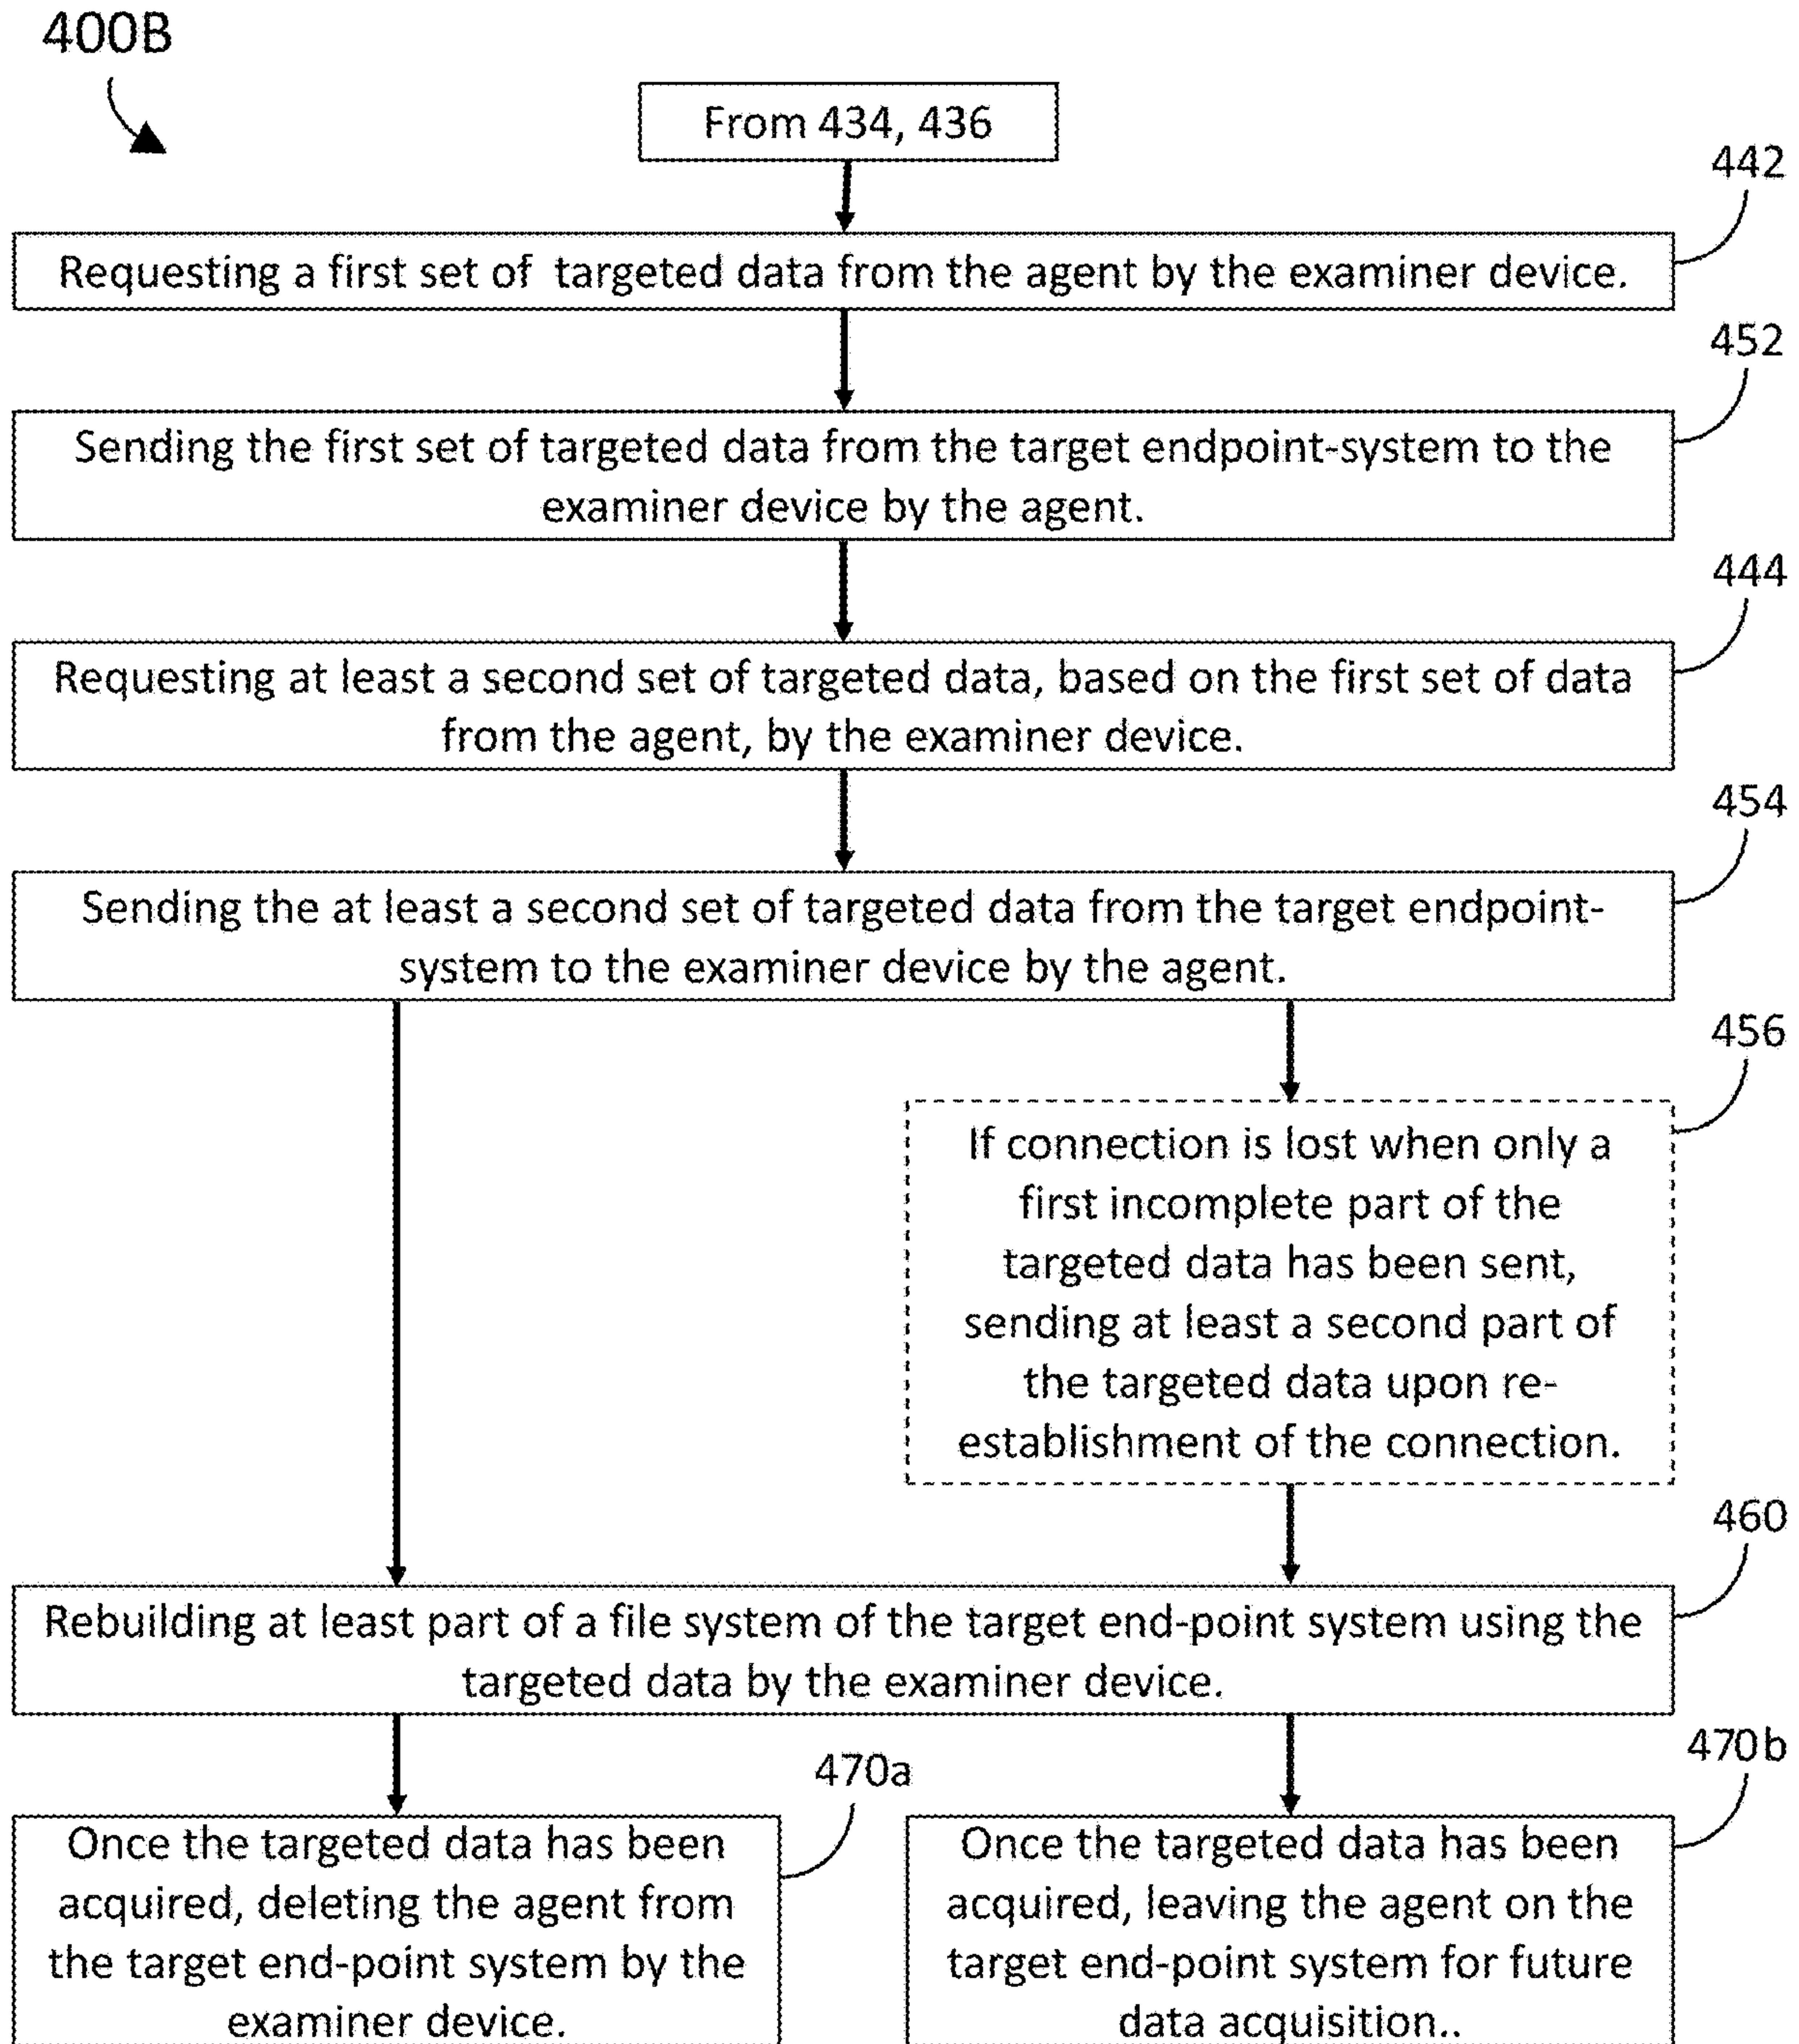 400B
From 434, 436
442
Requesting a first set of targeted data from the agent by the examiner device.
452
Sending the first set of targeted data from the target endpoint-system to the
examiner device by the agent.
444
Requesting at least a second set of targeted data, based on the first set of data
from the agent, by the examiner device.
454
Sending the at least a second set of targeted data from the target endpoint-
system to the examiner device by the agent.
456
If connection is lost when only a
first incomplete part of the
targeted data has been sent,
sending at least a second part of
the targeted data upon re-
establishment of the connection.
460
Rebuilding at least part of a file system of the target end-point system using the
targeted data by the examiner device.
470a
Once the targeted data has been
acquired, deleting the agent from
the target end-point system by the
examiner device.
470b
Once the targeted data has been
acquired, leaving the agent on the
target end-point system for future
data acquisition..